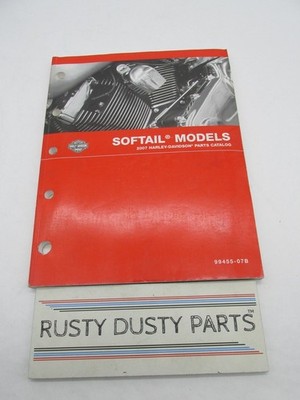 SOFTAIL® MODELS
2007 HARLEY-DAVIDSON® PARTS CATALOG
99455-07B
RUSTY DUSTY PARTS™